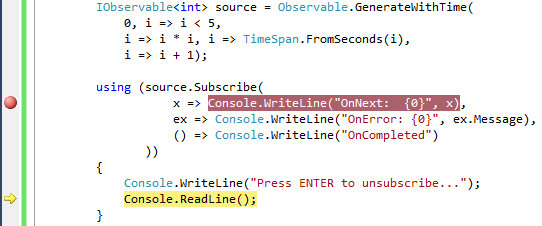 IObservable<int> source = Observable.GenerateWithTime(
0, i => i < 5,
i => i * i, i => TimeSpan.FromSeconds(i),
i => i + 1);
using (source.Subscribe(
x => Console.WriteLine("OnNext:  {0}", x),
ex => Console.WriteLine("OnError: {0}", ex.Message),
() => Console.WriteLine("OnCompleted")
))
{
Console.WriteLine("Press ENTER to unsubscribe...");
Console.ReadLine();
}